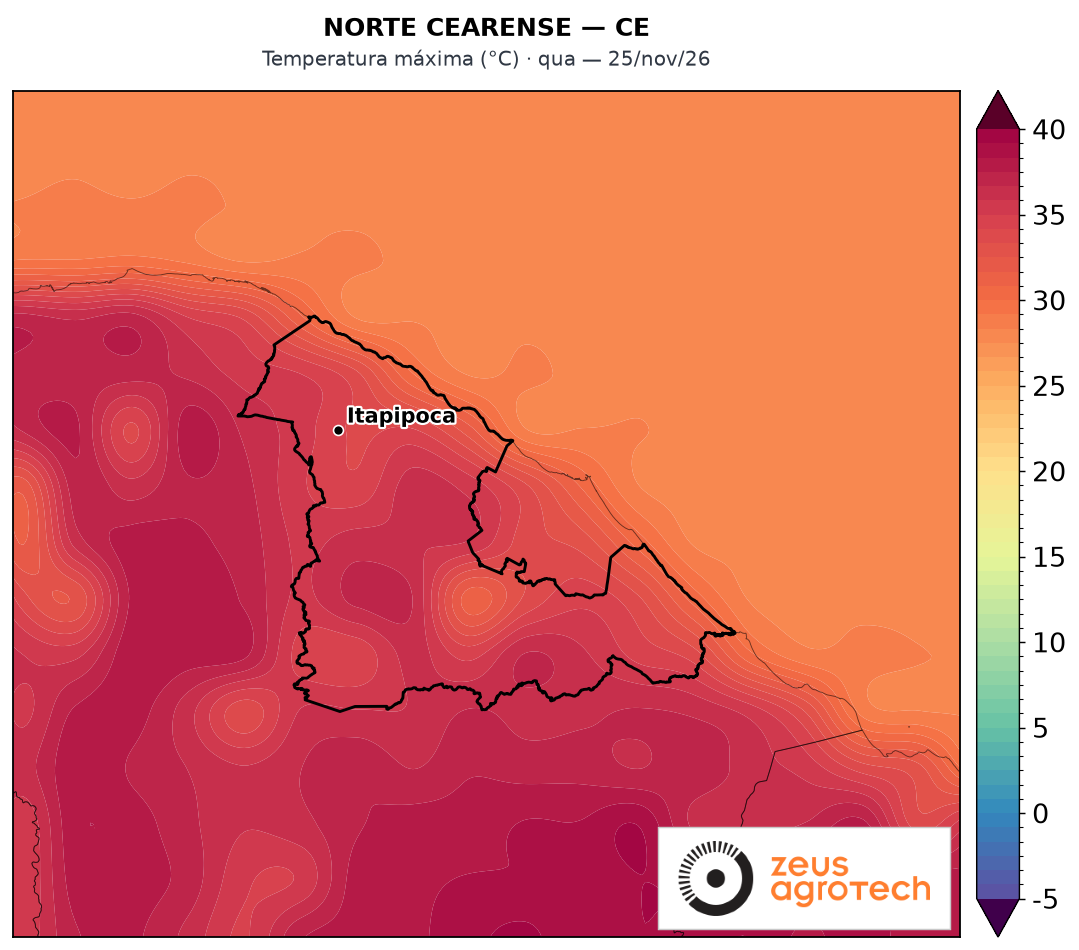 NORTE CEARENSE — CE
Temperatura máxima (°C) · qua — 25/nov/26
Itapipoca
40
35
30
25
20
15
10
5
0
-5
zeus
agrotech